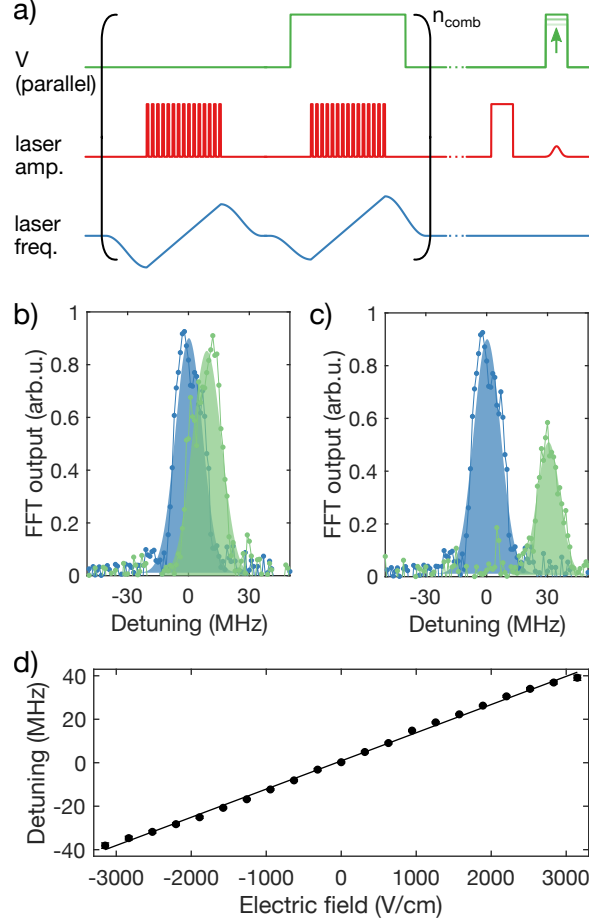 a)
n_comb
V
(parallel)
laser
amp.
laser
freq.
b)
c)
1
0.8
0.6
0.4
0.2
0
FFT output (arb.u.)
-30
0
30
Detuning (MHz)
1
0.8
0.6
0.4
0.2
0
FFT output (arb.u.)
-30
0
30
Detuning (MHz)
d)
40
20
0
-20
-40
Detuning (MHz)
-3000
-2000
-1000
0
1000
2000
3000
Electric field (V/cm)